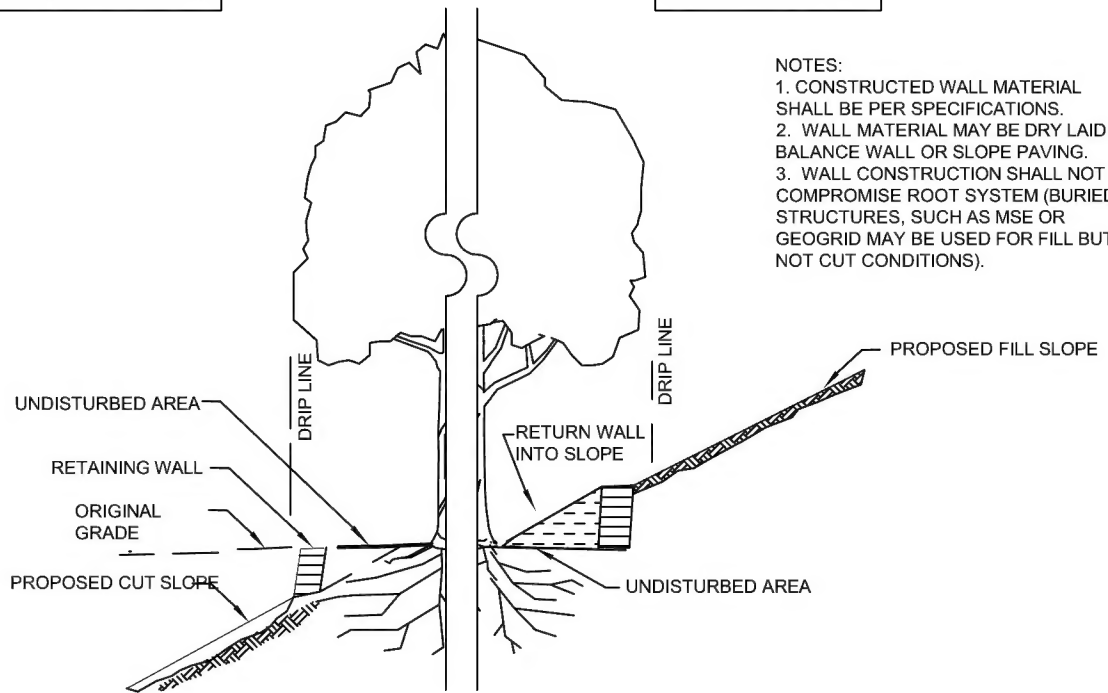 NOTES:
1. CONSTRUCTED WALL MATERIAL
SHALL BE PER SPECIFICATIONS.
2. WALL MATERIAL MAY BE DRY LAID
BALANCE WALL OR SLOPE PAVING.
3. WALL CONSTRUCTION SHALL NOT
COMPROMISE ROOT SYSTEM (BURIED
STRUCTURES, SUCH AS MSE OR
GEOGRID MAY BE USED FOR FILL BUT
NOT CUT CONDITIONS).
DRIP LINE
DRIP LINE
PROPOSED FILL SLOPE
UNDISTURBED AREA
RETURN WALL
INTO SLOPE
RETAINING WALL
ORIGINAL
GRADE
PROPOSED CUT SLOPE
UNDISTURBED AREA